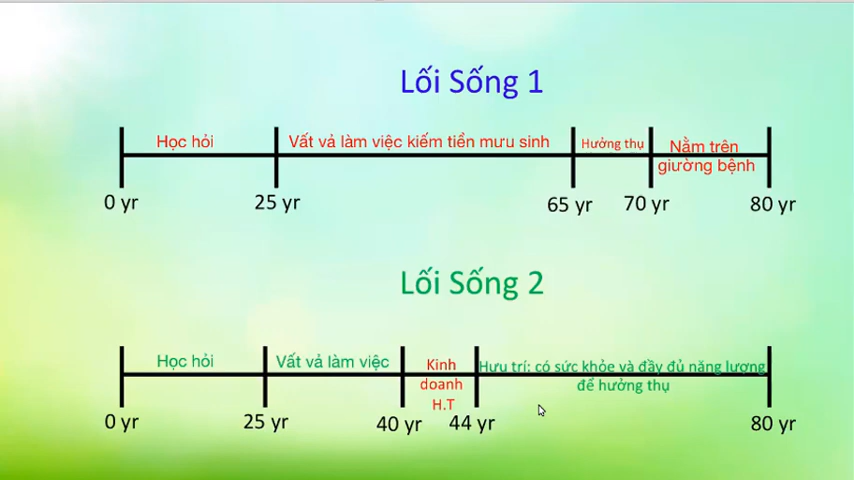 Lối Sống 1
Học hỏi
Vất vả làm việc kiếm tiền mưu sinh
Hưởng thụ
Nằm trên
giường bệnh
0 yr
25 yr
65 yr
70 yr
80 yr
Lối Sống 2
Học hỏi
Vất vả làm việc
Kinh
doanh
H.T
Hưu trí: có sức khỏe và đầy đủ năng lượng
để hưởng thụ
0 yr
25 yr
40 yr
44 yr
80 yr